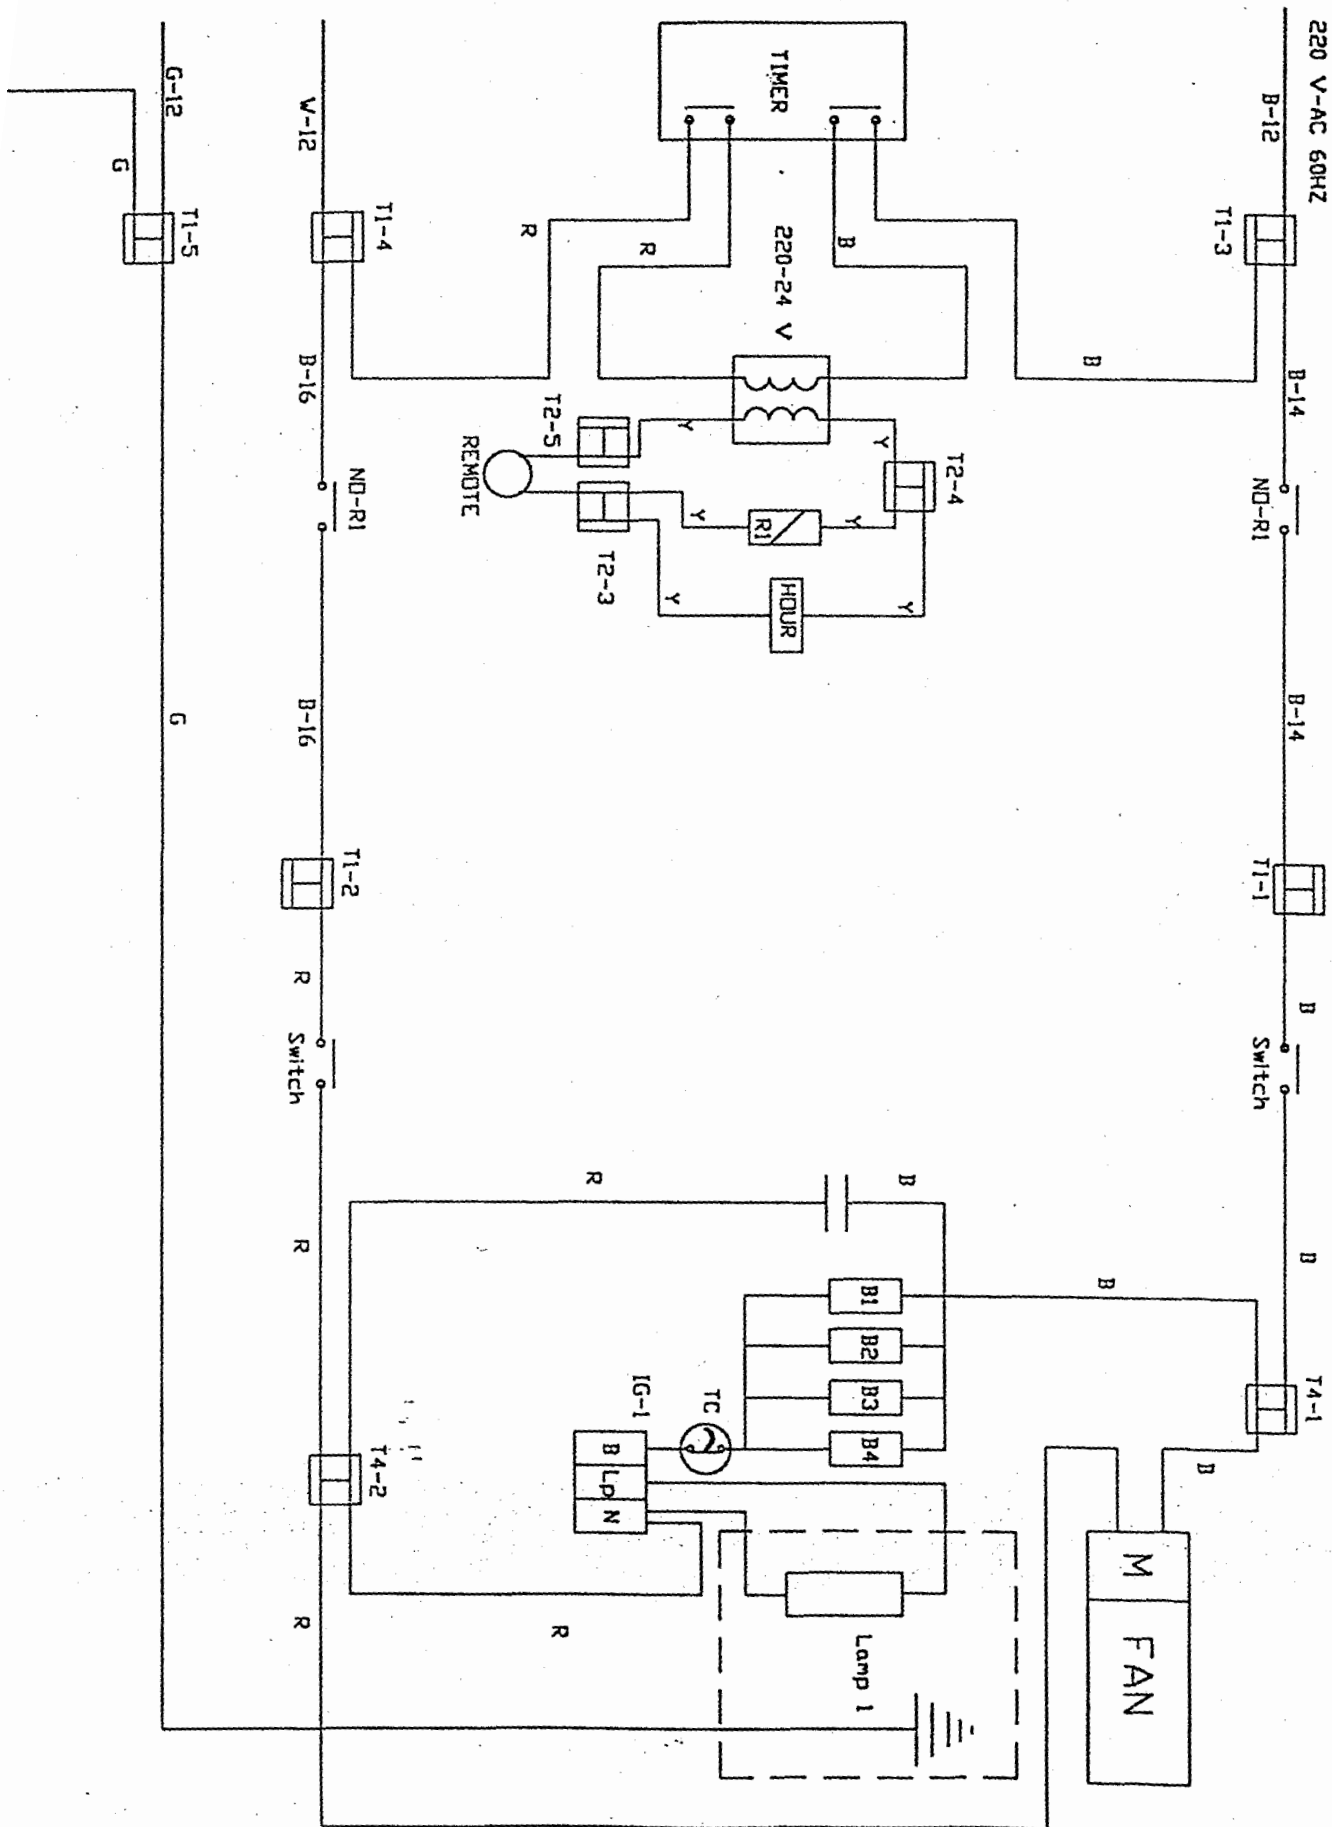 220 V-AC 60HZ
B-12
T1-3
B-14
NO-R1
B-14
T1-1
B
Switch
B
T4-1
B
B
M
FAN
TIMER
B
B
R
R
220-24 V
Y
Y
T2-4
T2-5
REMOTE
T2-3
Y
R1
Y
Y
HOUR
Y
B
R
B1
B2
B3
B4
TC
IG-1
B
Lp
N
Lamp 1
R
W-12
T1-4
B-16
NO-R1
B-16
T1-2
R
Switch
R
T4-2
R
G-12
G
T1-5
G